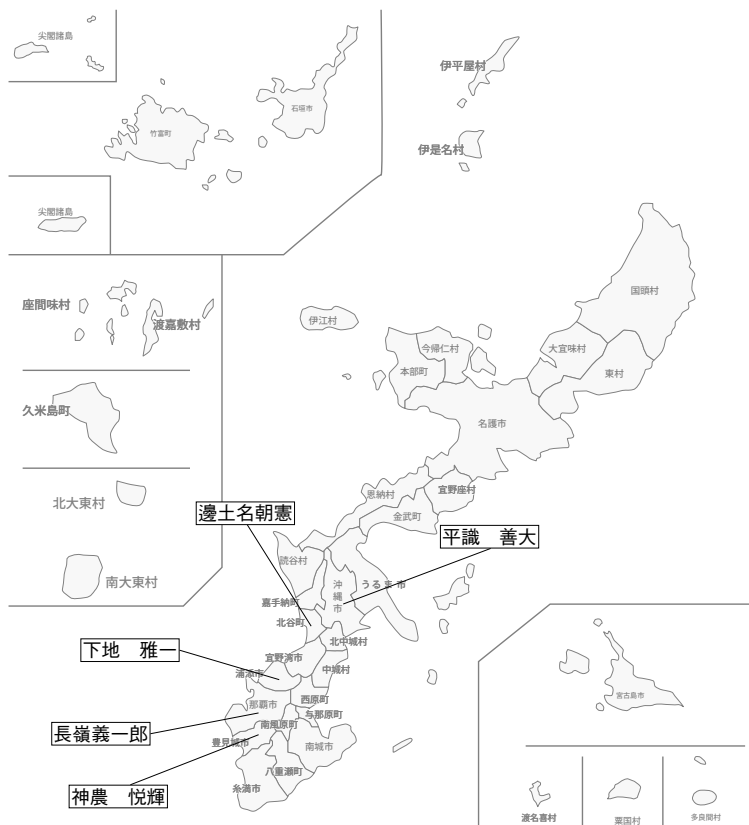 尖閣諸島
石垣市
竹富町
尖閣諸島
伊平屋村
伊是名村
国頭村
座間味村
渡嘉敷村
伊江村
今帰仁村
大宜味村
本部町
東村
久米島町
名護市
北大東村
恩納村
宜野座村
金武町
邊土名朝憲
平識　善大
読谷村
南大東村
うるま市
沖縄市
嘉手納町
北谷町
北中城村
下地　雅一
宜野湾市
浦添市
中城村
西原町
那覇市
与那原町
長嶺義一郎
南風原町
豊見城市
南城市
八重瀬町
糸満市
神農　悦輝
宮古島市
渡名喜村
粟国村
多良間村